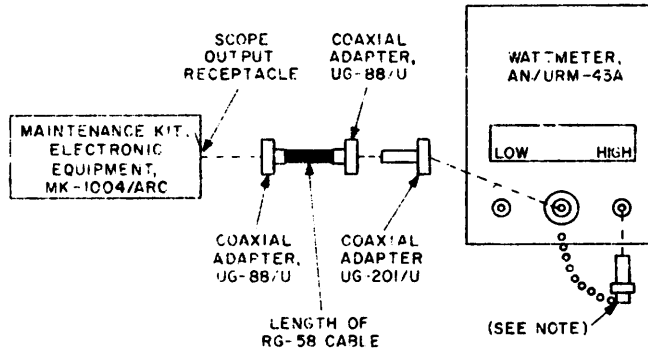 SCOPE
OUTPUT
RECEPTACLE
COAXIAL
ADAPTER,
UG-88/U
WATTMETER,
AN/URM-43A
MAINTENANCE KIT,
ELECTRONIC
EQUIPMENT,
MK-1004/ARC
LOW
HIGH
COAXIAL
ADAPTER,
UG-88/U
COAXIAL
ADAPTER
UG-201/U
LENGTH OF
RG-58 CABLE
(SEE NOTE)